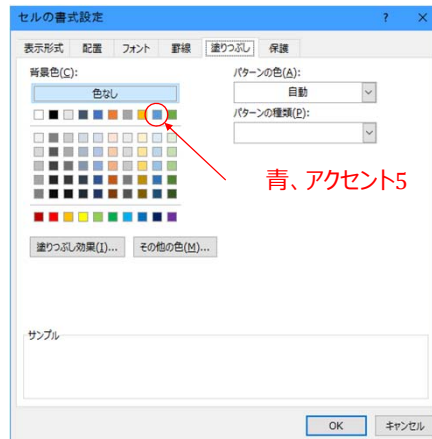 セルの書式設定
表示形式 配置 フォント 罫線 塗りつぶし 保護
背景色(C):
色なし
パターンの色(A):
自動
パターンの種類(P):
青、アクセント5
塗りつぶし効果(I)... その他の色(M)...
サンプル
OK キャンセル